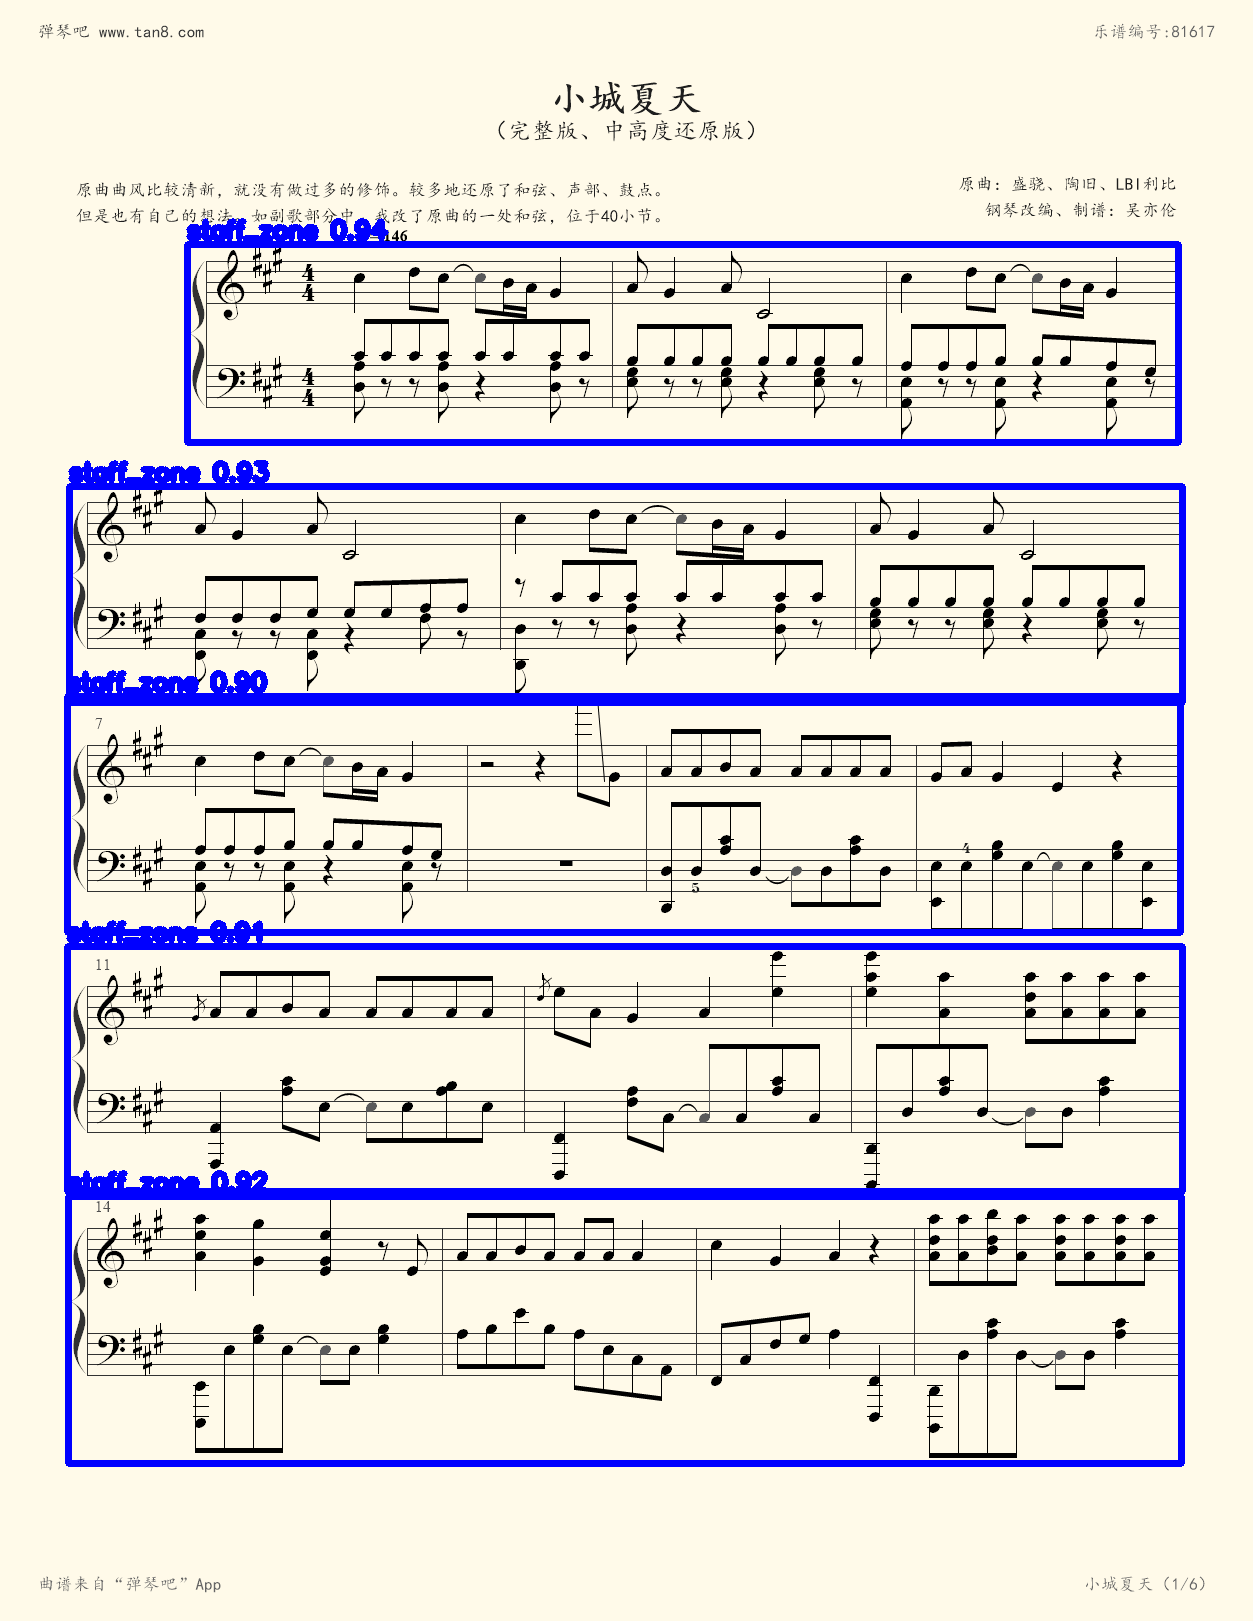 弹琴吧 www.tan8.com
乐谱编号:81617
小城夏天
（完整版、中高度还原版）
原曲曲风比较清新，就没有做过多的修饰。较多地还原了和弦、声部、鼓点。
但是也有自己的想法，如副歌部分中，我改了原曲的一处和弦，位于40小节。
原曲：盛骁、陶旧、LBI利比
钢琴改编、制谱：吴亦伦
staff_zone 0.94
146
staff_zone 0.93
staff_zone 0.90
7
4
5
staff_zone 0.91
11
staff_zone 0.92
14
曲谱来自“弹琴吧”App
小城夏天（1/6）